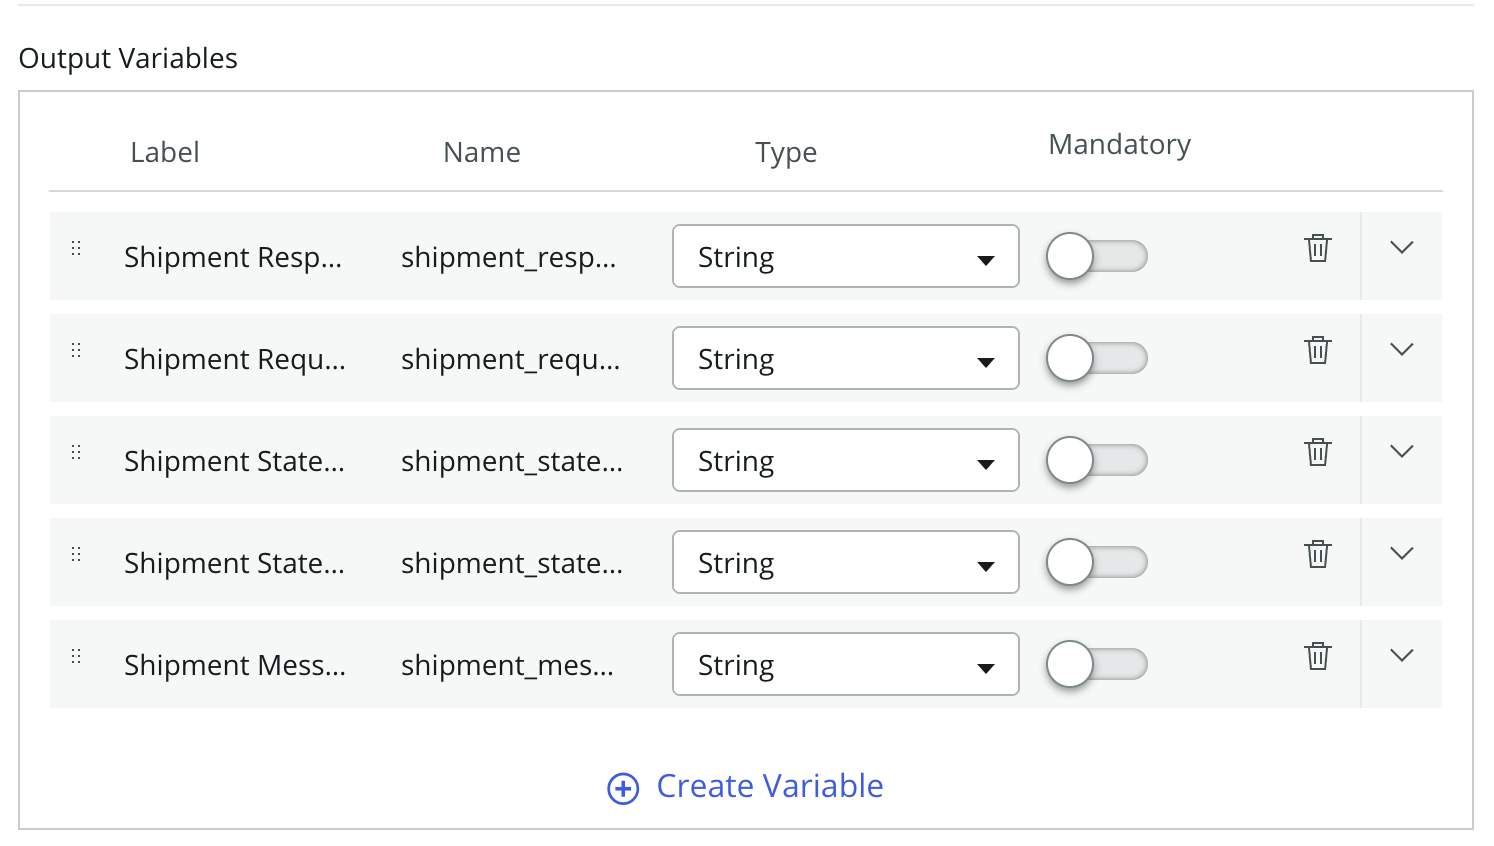 Output Variables
Label Name Type Mandatory
Shipment Resp... shipment_resp... String
Shipment Requ... shipment_requ... String
Shipment State... shipment_state... String
Shipment State... shipment_state... String
Shipment Mess... shipment_mes... String
Create Variable